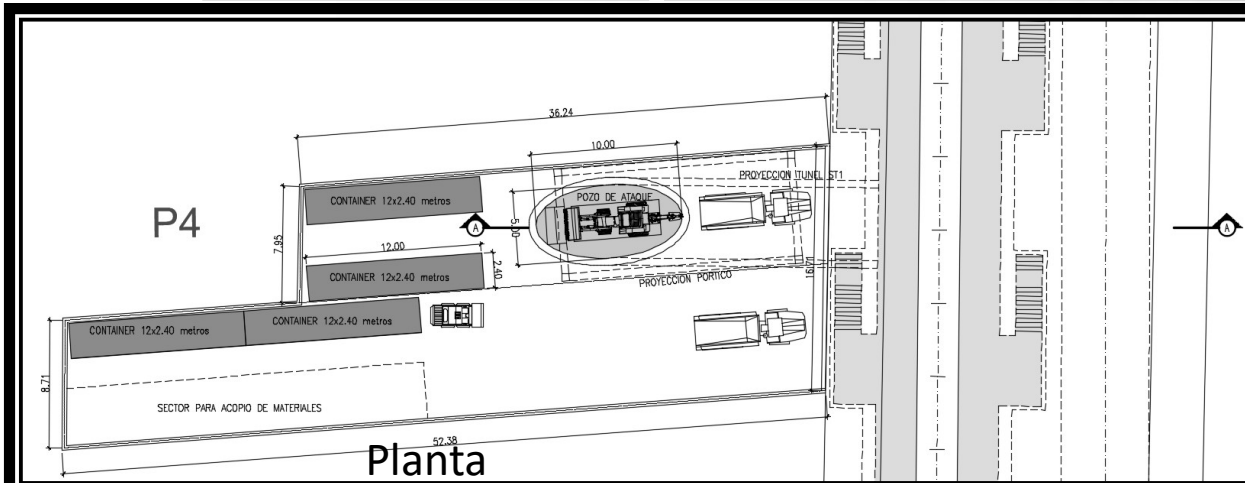 36.24
10.00
PROYECCION TUNEL ST1
P4
CONTAINER 12x2.40 metros
POZO DE ATAQUE
7.95
5.00
A
A
12.00
2.40
CONTAINER 12x2.40 metros
PROYECCION PORTICO
16.71
CONTAINER 12x2.40 metros
CONTAINER 12x2.40 metros
8.71
SECTOR PARA ACOPIO DE MATERIALES
52.38
Planta